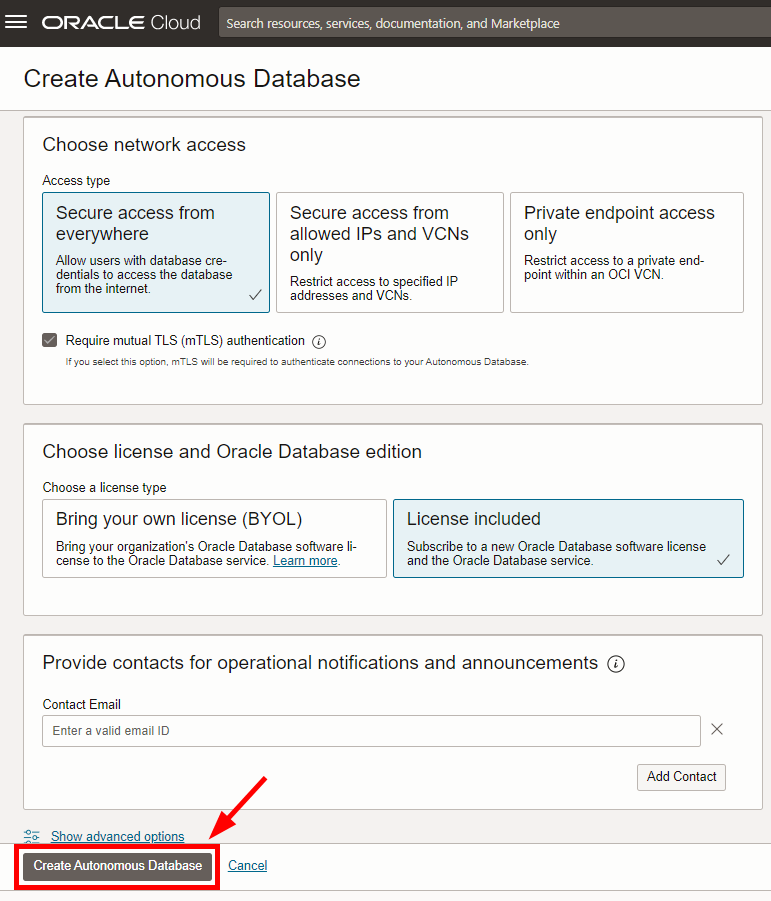 ORACLE Cloud
Search resources, services, documentation, and Marketplace
Create Autonomous Database
Choose network access
Access type
Secure access from
everywhere
Allow users with database cre-
dentials to access the database
from the internet.
Secure access from
allowed IPs and VCNs
only
Restrict access to specified IP
addresses and VCNs.
Private endpoint access
only
Restrict access to a private end-
point within an OCI VCN.
Require mutual TLS (mTLS) authentication
If you select this option, mTLS will be required to authenticate connections to your Autonomous Database.
Choose license and Oracle Database edition
Choose a license type
Bring your own license (BYOL)
Bring your organization's Oracle Database software li-
cense to the Oracle Database service. Learn more.
License included
Subscribe to a new Oracle Database software license
and the Oracle Database service.
Provide contacts for operational notifications and announcements
Contact Email
Enter a valid email ID
Add Contact
Show advanced options
Create Autonomous Database
Cancel